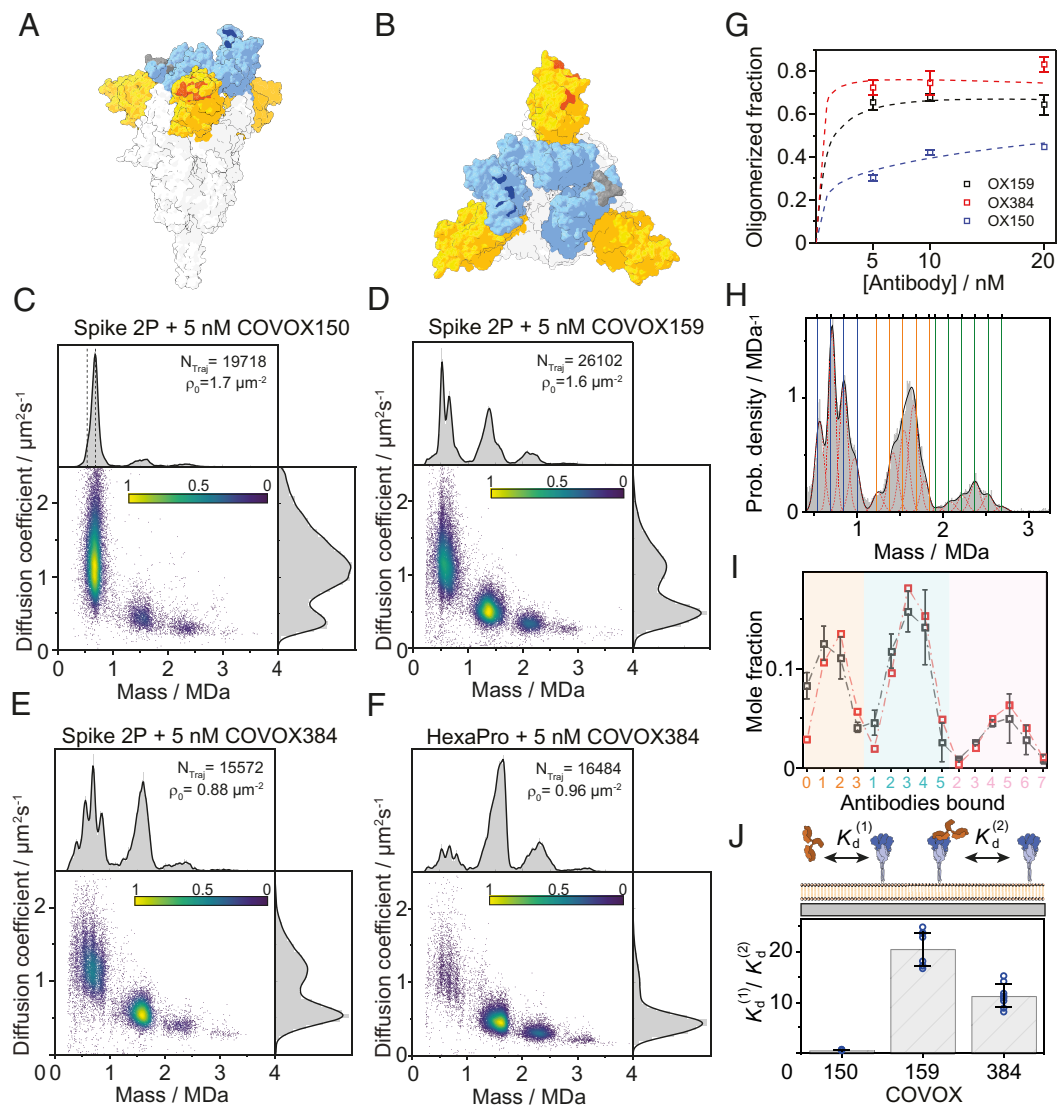 A
B
G
Oligomerized fraction
0.8
0.6
0.4
0.2
0
OX159
OX384
OX150
5
10
20
[Antibody] / nM
C
Spike 2P + 5 nM COVOX150
N_Traj= 19718
ρ₀=1.7 µm⁻²
Diffusion coefficient / µm²s⁻¹
2
1
0
1
0.5
0
0
1
2
3
4
Mass / MDa
D
Spike 2P + 5 nM COVOX159
N_Traj= 26102
ρ₀=1.6 µm⁻²
Diffusion coefficient / µm²s⁻¹
2
1
0
1
0.5
0
0
1
2
3
4
Mass / MDa
H
Prob. density / MDa⁻¹
1
0
1
2
3
Mass / MDa
E
Spike 2P + 5 nM COVOX384
N_Traj= 15572
ρ₀= 0.88 µm⁻²
Diffusion coefficient / µm²s⁻¹
2
1
0
1
0.5
0
0
1
2
3
4
Mass / MDa
F
HexaPro + 5 nM COVOX384
N_Traj= 16484
ρ₀= 0.96 µm⁻²
Diffusion coefficient / µm²s⁻¹
2
1
0
1
0.5
0
0
1
2
3
4
Mass / MDa
I
Mole fraction
0.1
0
0 1 2 3 1 2 3 4 5 2 3 4 5 6 7
Antibodies bound
J
K_d⁽¹⁾
K_d⁽²⁾
K_d⁽¹⁾/ K_d⁽²⁾
20
10
0
150
159
384
COVOX